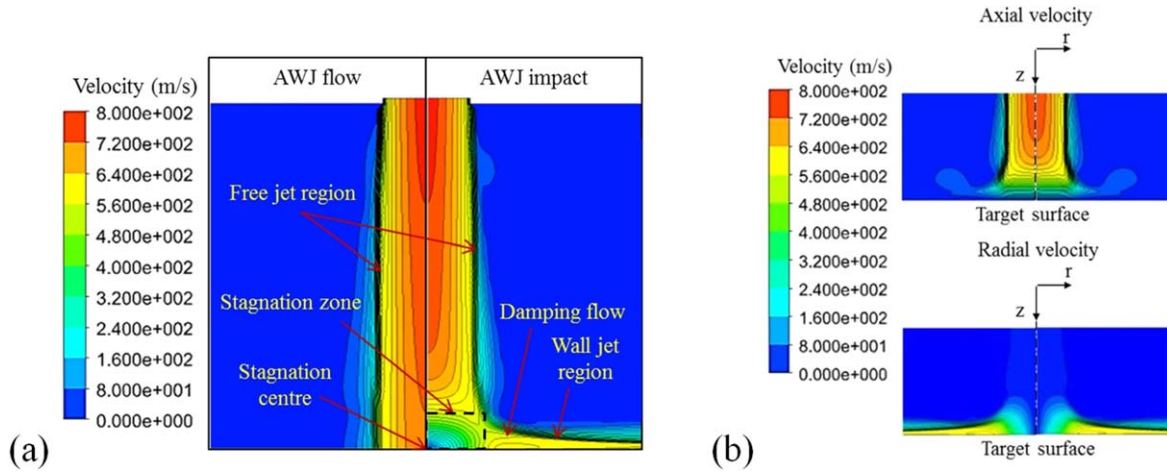 Velocity (m/s)
8.000e+002
7.200e+002
6.400e+002
5.600e+002
4.800e+002
4.000e+002
3.200e+002
2.400e+002
1.600e+002
8.000e+001
0.000e+000
(a)
AWJ flow
AWJ impact
Free jet region
Stagnation zone
Damping flow
Wall jet
region
Stagnation
centre
(b)
Velocity (m/s)
8.000e+002
7.200e+002
6.400e+002
5.600e+002
4.800e+002
4.000e+002
3.200e+002
2.400e+002
1.600e+002
8.000e+001
0.000e+000
Axial velocity
r
z
Target surface
Radial velocity
r
z
Target surface